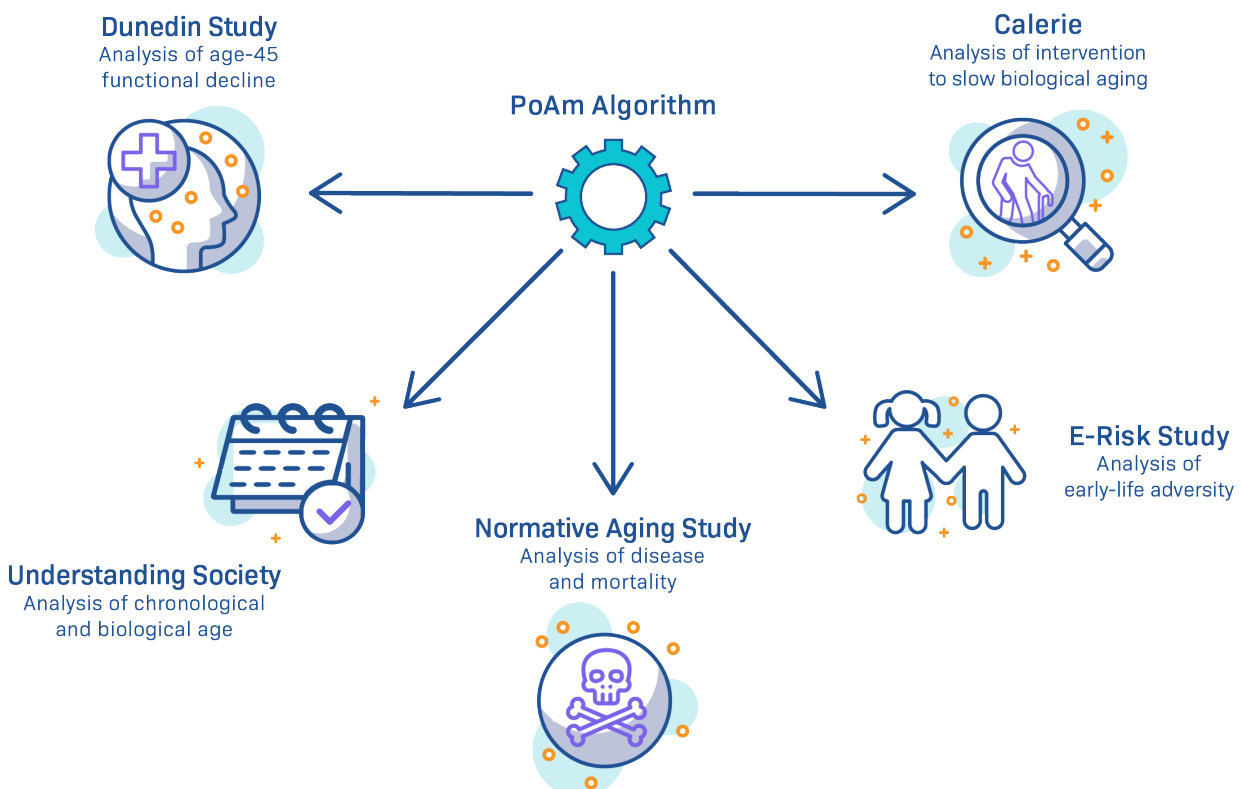 Dunedin Study
Analysis of age-45
functional decline
Calerie
Analysis of intervention
to slow biological aging
PoAm Algorithm
E-Risk Study
Analysis of
early-life adversity
Normative Aging Study
Analysis of disease
and mortality
Understanding Society
Analysis of chronological
and biological age